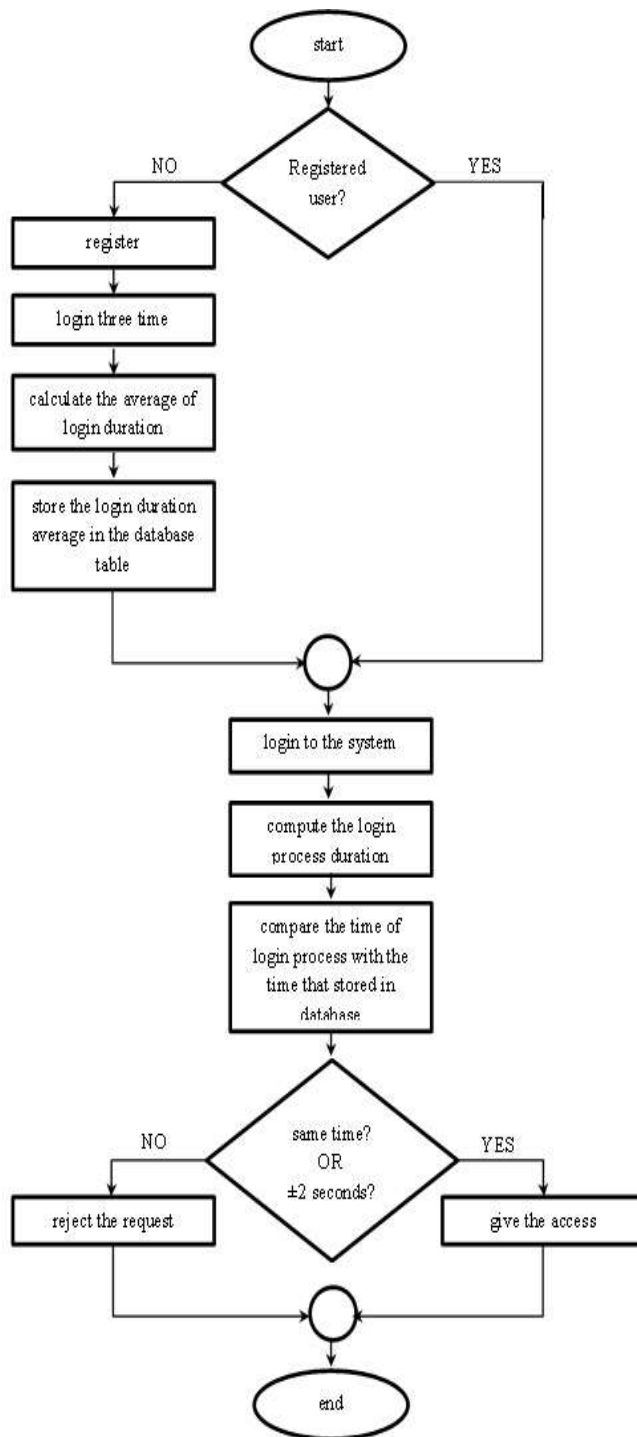 start
NO
YES
Registered
user?
register
login three time
calculate the average of
login duration
store the login duration
average in the database
table
login to the system
compute the login
process duration
compare the time of
login process with the
time that stored in
database
same time?
OR
±2 seconds?
NO
YES
reject the request
give the access
end